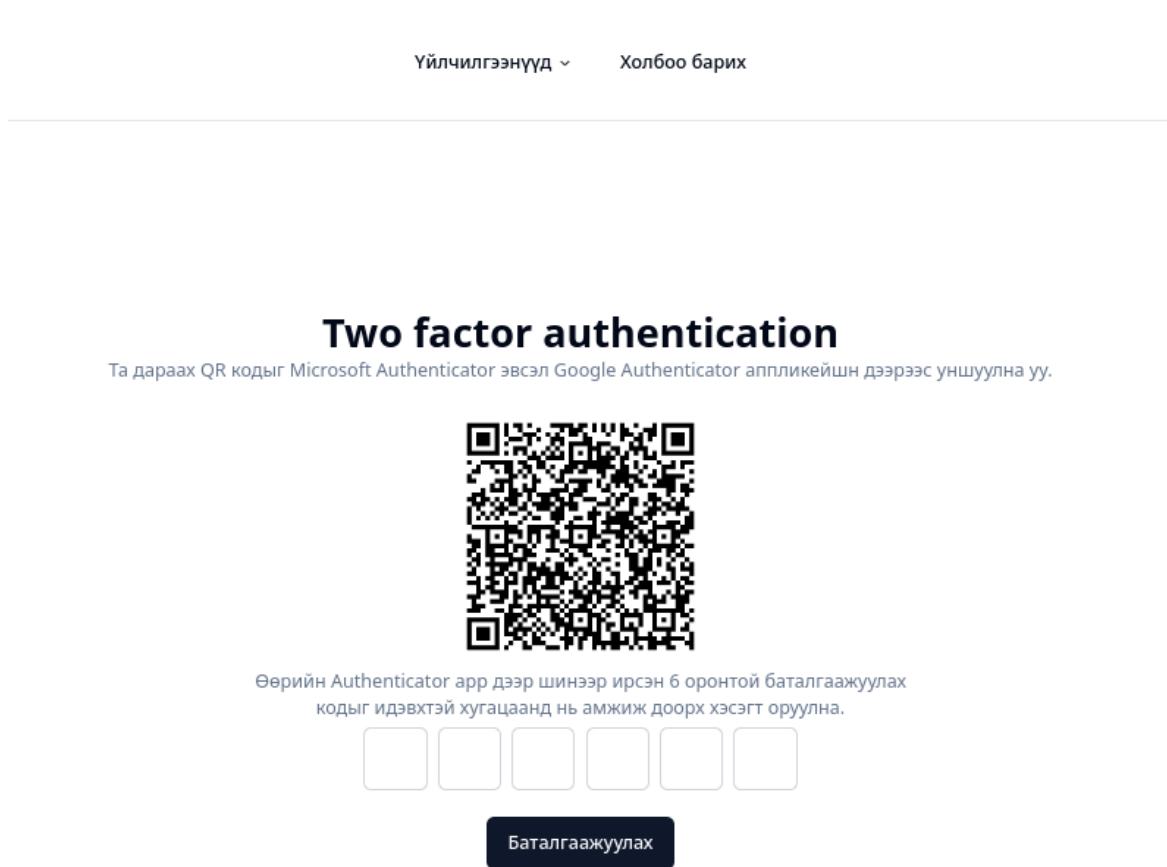 Үйлчилгээнүүд
Холбоо барих
Two factor authentication
Та дараах QR кодыг Microsoft Authenticator эвсэл Google Authenticator аппликейшн дээрээс уншуулна уу.
Өөрийн Authenticator app дээр шинээр ирсэн 6 оронтой баталгаажуулах
кодыг идэвхтэй хугацаанд нь амжиж доорх хэсэгт оруулна.
Баталгаажуулах